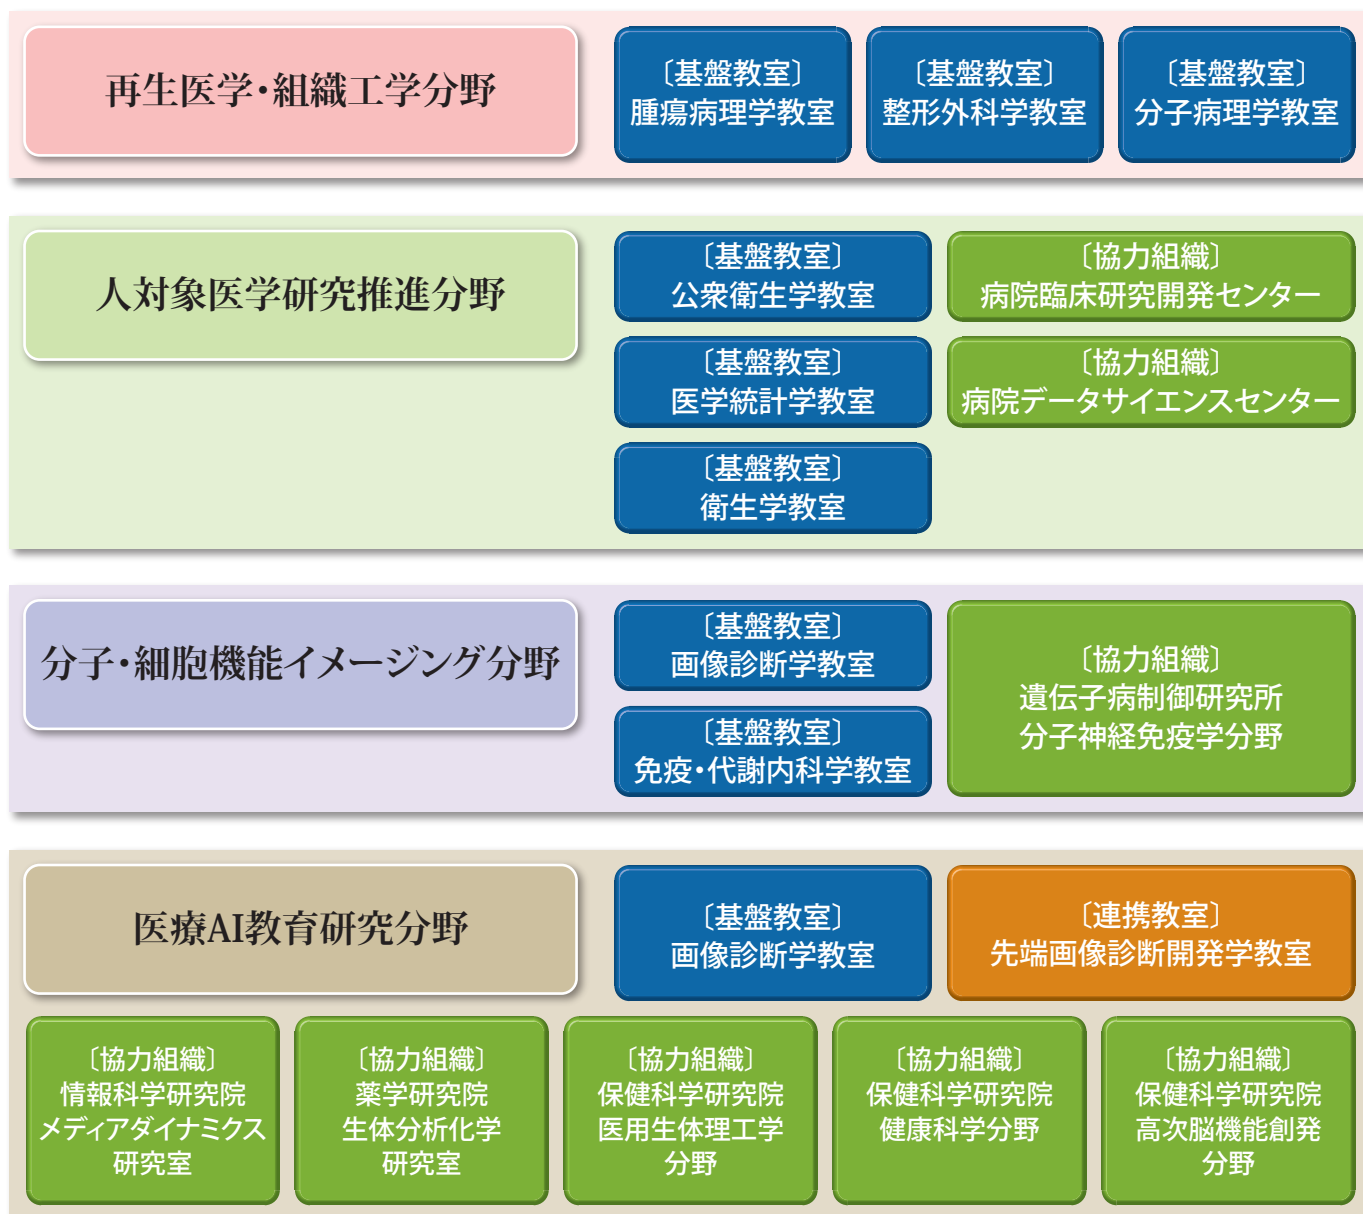 再生医学・組織工学分野
〔基盤教室〕
腫瘍病理学教室
〔基盤教室〕
整形外科学教室
〔基盤教室〕
分子病理学教室
人対象医学研究推進分野
〔基盤教室〕
公衆衛生学教室
〔協力組織〕
病院臨床研究開発センター
〔基盤教室〕
医学統計学教室
〔協力組織〕
病院データサイエンスセンター
〔基盤教室〕
衛生学教室
分子・細胞機能イメージング分野
〔基盤教室〕
画像診断学教室
〔基盤教室〕
免疫・代謝内科学教室
〔協力組織〕
遺伝子病制御研究所
分子神経免疫学分野
医療AI教育研究分野
〔基盤教室〕
画像診断学教室
〔連携教室〕
先端画像診断開発学教室
〔協力組織〕
情報科学研究院
メディアダイナミクス
研究室
〔協力組織〕
薬学研究院
生体分析化学
研究室
〔協力組織〕
保健科学研究院
医用生体理工学
分野
〔協力組織〕
保健科学研究院
健康科学分野
〔協力組織〕
保健科学研究院
高次脳機能創発
分野